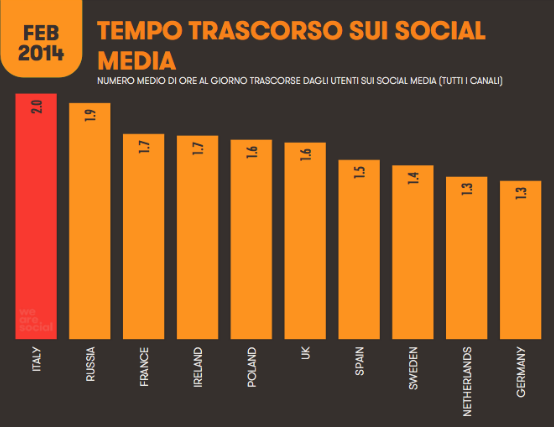 FEB
2014
TEMPO TRASCORSO SUI SOCIAL
MEDIA
NUMERO MEDIO DI ORE AL GIORNO TRASCORSE DAGLI UTENTI SUI SOCIAL MEDIA (TUTTI I CANALI)
2.0
1.9
1.7
1.7
1.6
1.6
1.5
1.4
1.3
1.3
we
are.
social
ITALY
RUSSIA
FRANCE
IRELAND
POLAND
UK
SPAIN
SWEDEN
NETHERLANDS
GERMANY